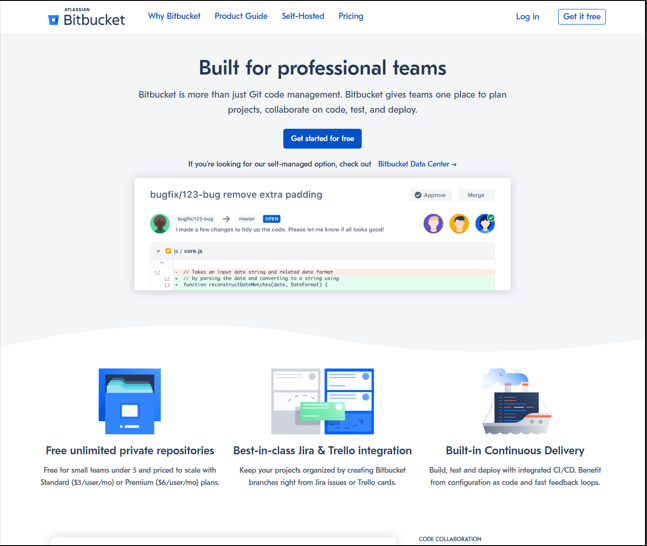 ATLASSIAN
Bitbucket
Why Bitbucket Product Guide Self-Hosted Pricing Log in Get it free
Built for professional teams
Bitbucket is more than just Git code management. Bitbucket gives teams one place to plan
projects, collaborate on code, test, and deploy.
Get started for free
If you're looking for our self-managed option, check out Bitbucket Data Center →
bugfix/123-bug remove extra padding
Approve Merge
bugfix/123-bug → master OPEN
I made a few changes to tidy up the code. Please let me know if all looks good!
js / core.js
12 - // Takes an input data string and related date format
12 + // by parsing the date and converting to a string using
13 + function reconstructDateMatches(date, DateFormat) {
Free unlimited private repositories
Free for small teams under 5 and priced to scale with
Standard ($3/user/mo) or Premium ($6/user/mo) plans.
Best-in-class Jira & Trello integration
Keep your projects organized by creating Bitbucket
branches right from Jira issues or Trello cards.
Built-in Continuous Delivery
Build, test and deploy with integrated CI/CD. Benefit
from configuration as code and fast feedback loops.
CODE COLLABORATION